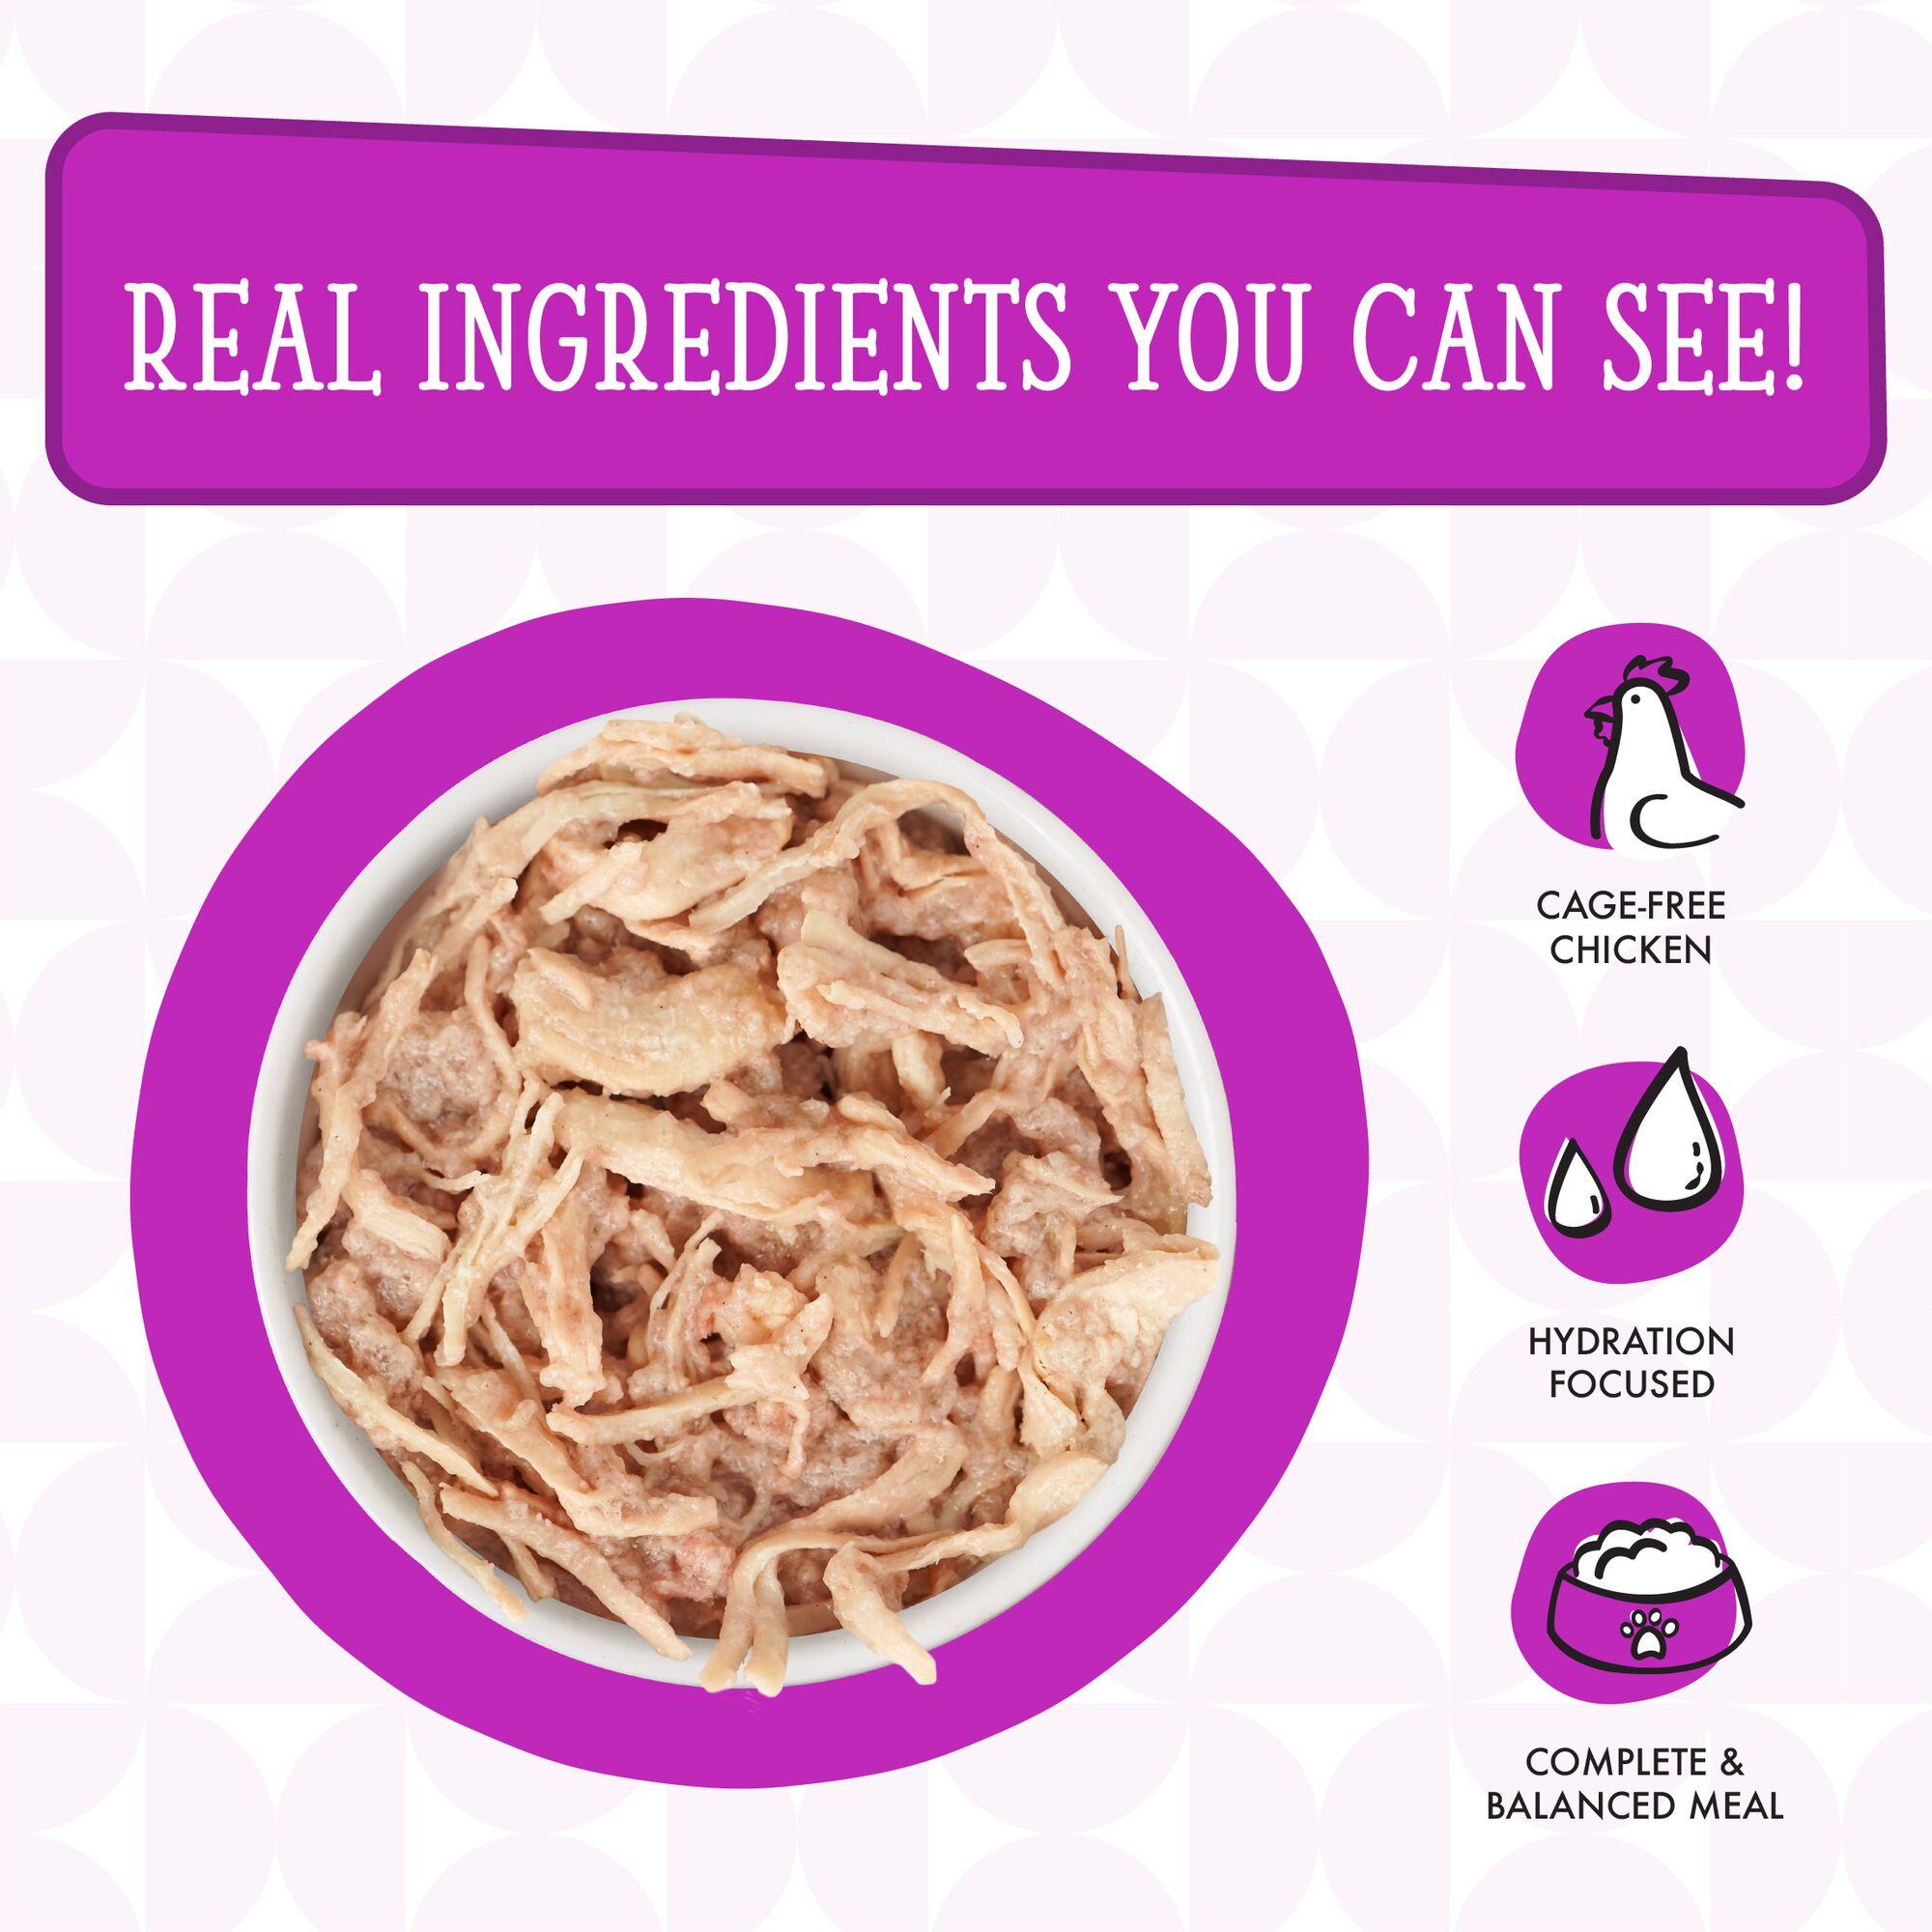 REAL INGREDIENTS YOU CAN SEE!
CAGE-FREE
CHICKEN
HYDRATION
FOCUSED
COMPLETE &
BALANCED MEAL